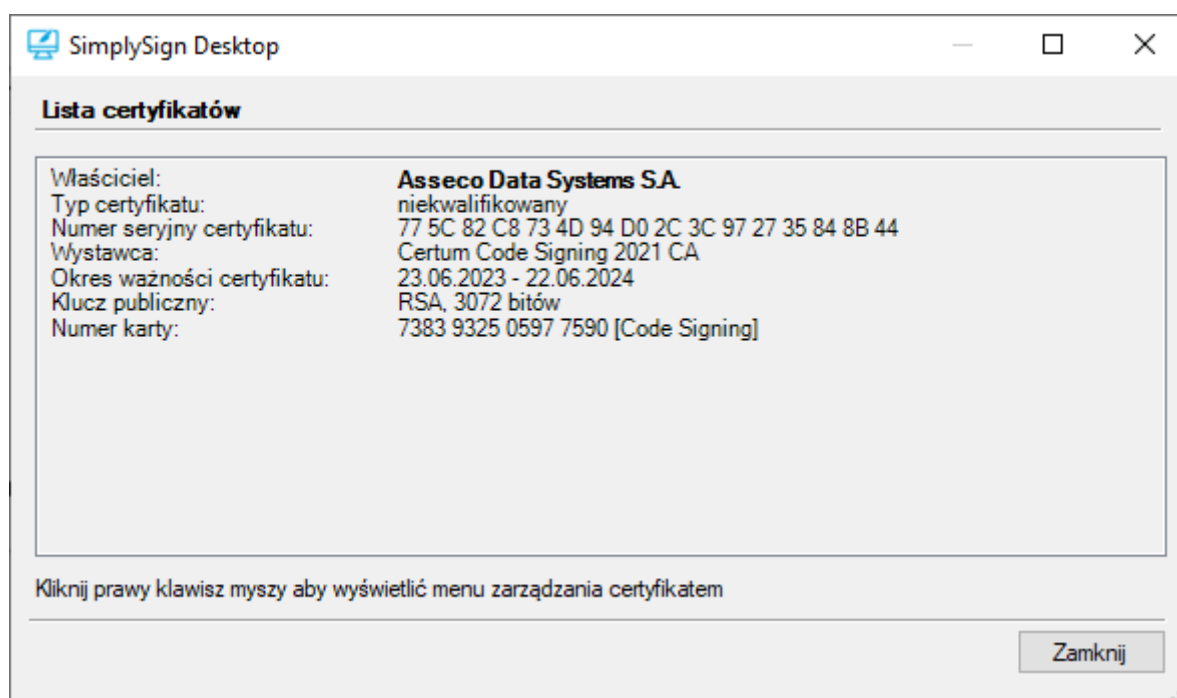 SimplySign Desktop
Lista certyfikatów
Właściciel: Asseco Data Systems S.A.
Typ certyfikatu: niekwalifikowany
Numer seryjny certyfikatu: 77 5C 82 C8 73 4D 94 D0 2C 3C 97 27 35 84 8B 44
Wystawca: Certum Code Signing 2021 CA
Okres ważności certyfikatu: 23.06.2023 - 22.06.2024
Klucz publiczny: RSA, 3072 bitów
Numer karty: 7383 9325 0597 7590 [Code Signing]
Kliknij prawy klawisz myszy aby wyświetlić menu zarządzania certyfikatem
Zamknij